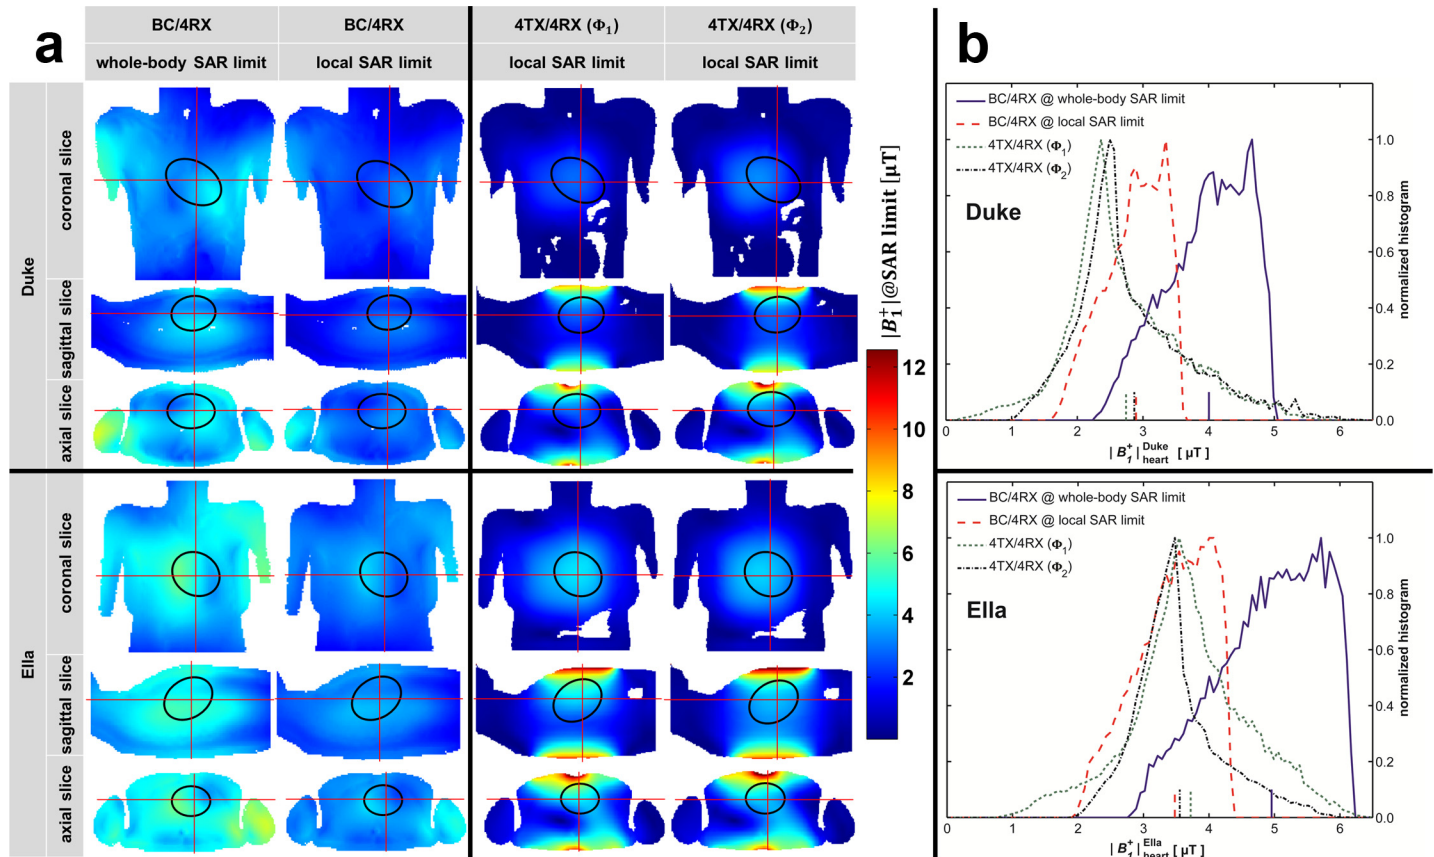 a
BC/4RX
BC/4RX
4TX/4RX (Φ1)
4TX/4RX (Φ2)
whole-body SAR limit
local SAR limit
local SAR limit
local SAR limit
Duke
coronal slice
sagittal slice
axial slice
Ella
coronal slice
sagittal slice
axial slice
|B1+|@SAR limit [µT]
12
10
8
6
4
2
b
BC/4RX @ whole-body SAR limit
BC/4RX @ local SAR limit
4TX/4RX (Φ1)
4TX/4RX (Φ2)
Duke
1.0
0.8
0.6
0.4
0.2
0.0
normalized histogram
0 1 2 3 4 5 6
|B1+| Duke heart [µT]
BC/4RX @ whole-body SAR limit
BC/4RX @ local SAR limit
4TX/4RX (Φ1)
4TX/4RX (Φ2)
Ella
1.0
0.8
0.6
0.4
0.2
0.0
normalized histogram
0 1 2 3 4 5 6
|B1+| Ella heart [µT]